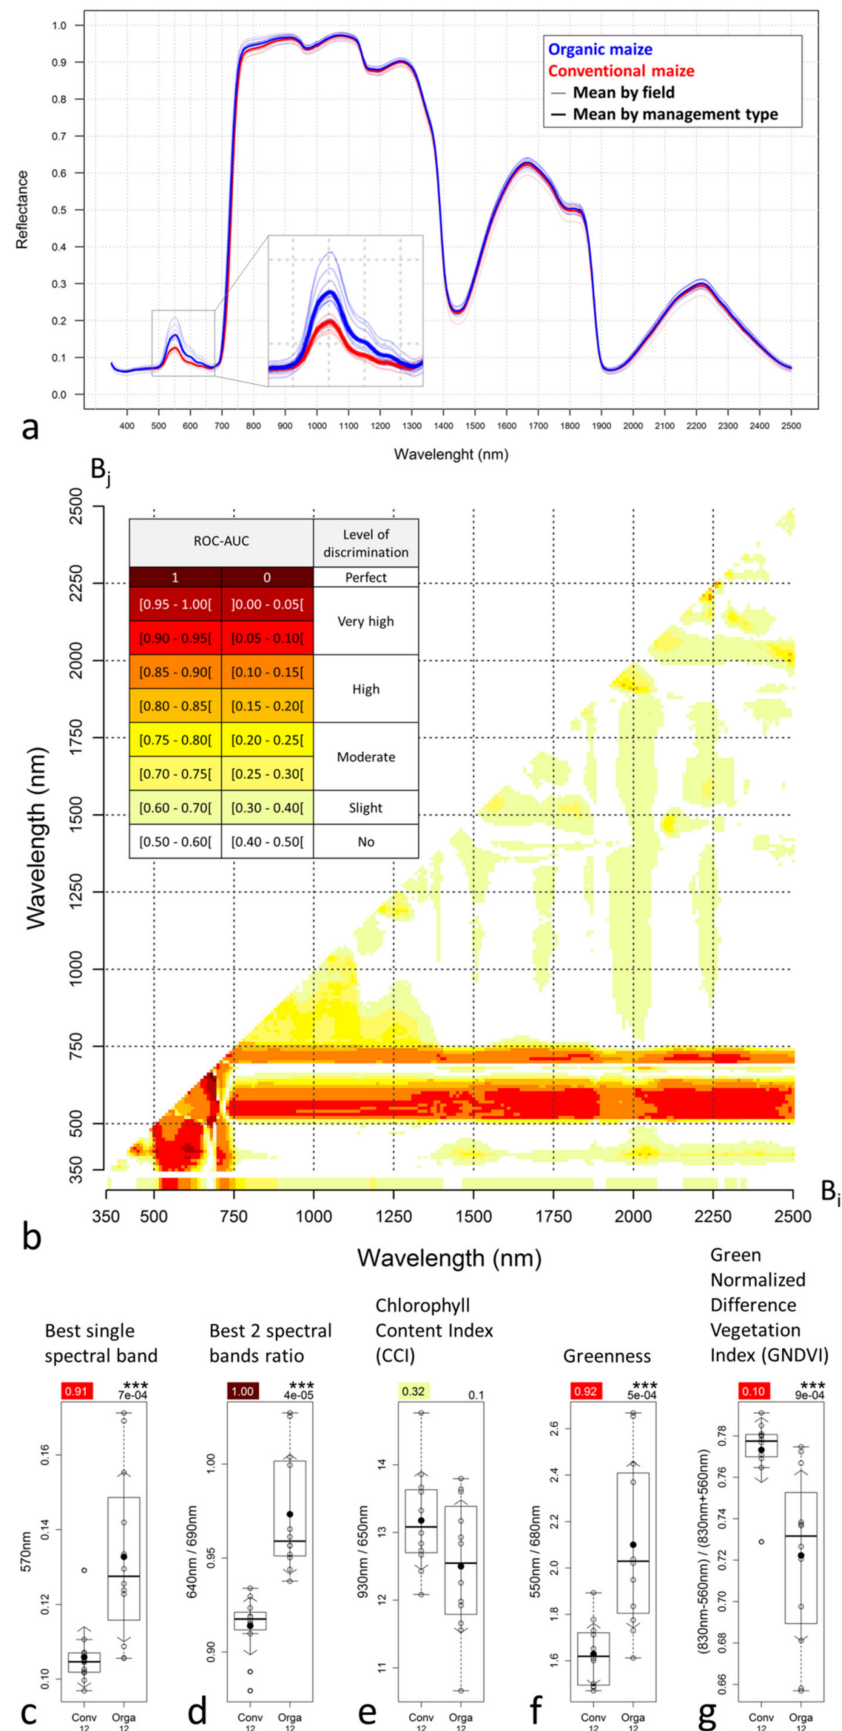 1.0
0.9
0.8
0.7
0.6
0.5
0.4
0.3
0.2
0.1
0.0
Reflectance
Organic maize
Conventional maize
Mean by field
Mean by management type
400 500 600 700 800 900 1000 1100 1200 1300 1400 1500 1600 1700 1800 1900 2000 2100 2200 2300 2400 2500
Wavelenght (nm)
a
Bj
2500
2250
2000
1750
1500
1250
1000
750
500
350
Wavelength (nm)
ROC-AUC Level of discrimination
1 0 Perfect
[0.95 - 1.00[ ]0.00 - 0.05[
Very high
[0.90 - 0.95[ [0.05 - 0.10[
[0.85 - 0.90[ [0.10 - 0.15[
High
[0.80 - 0.85[ [0.15 - 0.20[
[0.75 - 0.80[ [0.20 - 0.25[
Moderate
[0.70 - 0.75[ [0.25 - 0.30[
[0.60 - 0.70[ [0.30 - 0.40[ Slight
[0.50 - 0.60[ [0.40 - 0.50[ No
350 500 750 1000 1250 1500 1750 2000 2250 2500
Bi
Wavelength (nm)
b
Best single
spectral band
0.91
***
7e-04
0.16
0.14
0.12
0.10
570nm
Conv Orga
12 12
c
Best 2 spectral
bands ratio
1.00
***
4e-05
1.00
0.95
0.90
640nm / 690nm
Conv Orga
12 12
d
Chlorophyll
Content Index
(CCI)
0.32
0.1
14
13
12
11
930nm / 650nm
Conv Orga
12 12
e
Greenness
0.92
***
5e-04
2.6
2.4
2.2
2.0
1.8
1.6
550nm / 680nm
Conv Orga
12 12
f
Green
Normalized
Difference
Vegetation
Index (GNDVI)
0.10
***
9e-04
0.78
0.76
0.74
0.72
0.70
0.68
0.66
(830nm-560nm) / (830nm+560nm)
Conv Orga
12 12
g